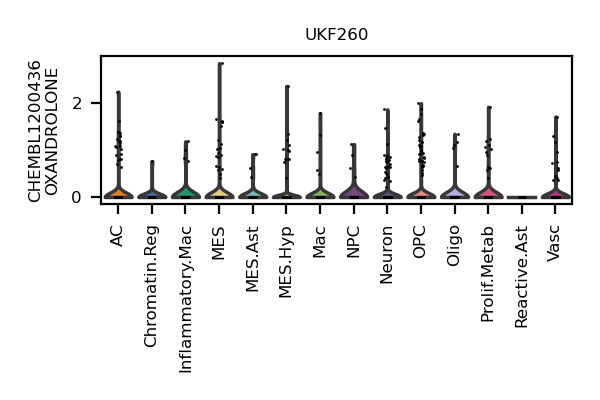 UKF260
CHEMBL1200436
OXANDROLONE
2
0
AC
Chromatin.Reg
Inflammatory.Mac
MES
MES.Ast
MES.Hyp
Mac
NPC
Neuron
OPC
Oligo
Prolif.Metab
Reactive.Ast
Vasc